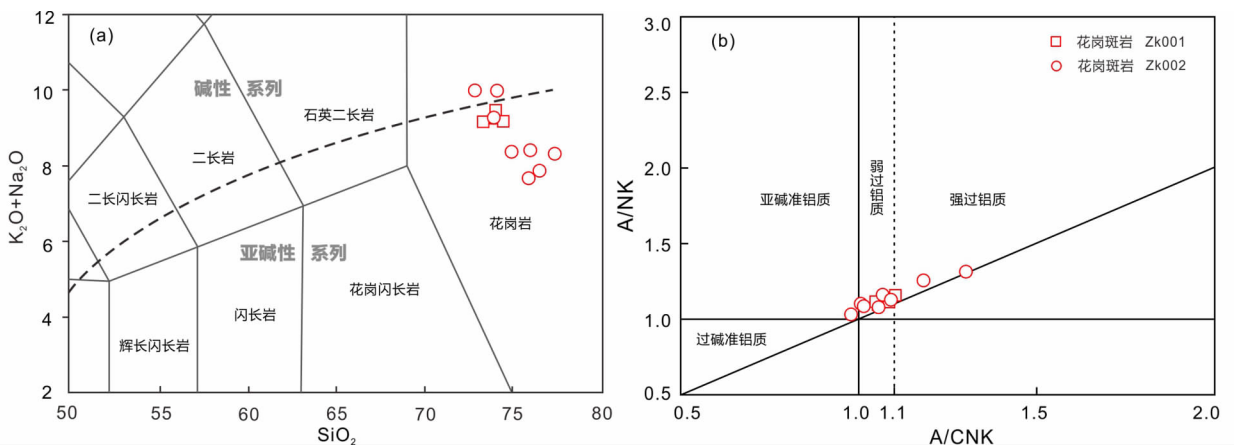 (a)
碱性 系列
石英二长岩
二长岩
二长闪长岩
亚碱性 系列
花岗岩
花岗闪长岩
闪长岩
辉长闪长岩
K₂O+Na₂O
12
10
8
6
4
2
50
55
60
65
70
75
80
SiO₂
(b)
花岗斑岩 Zk001
花岗斑岩 Zk002
亚碱准铝质
弱过铝质
强过铝质
过碱准铝质
A/NK
3.0
2.5
2.0
1.5
1.0
0.5
0.5
1.0
1.1
1.5
2.0
A/CNK